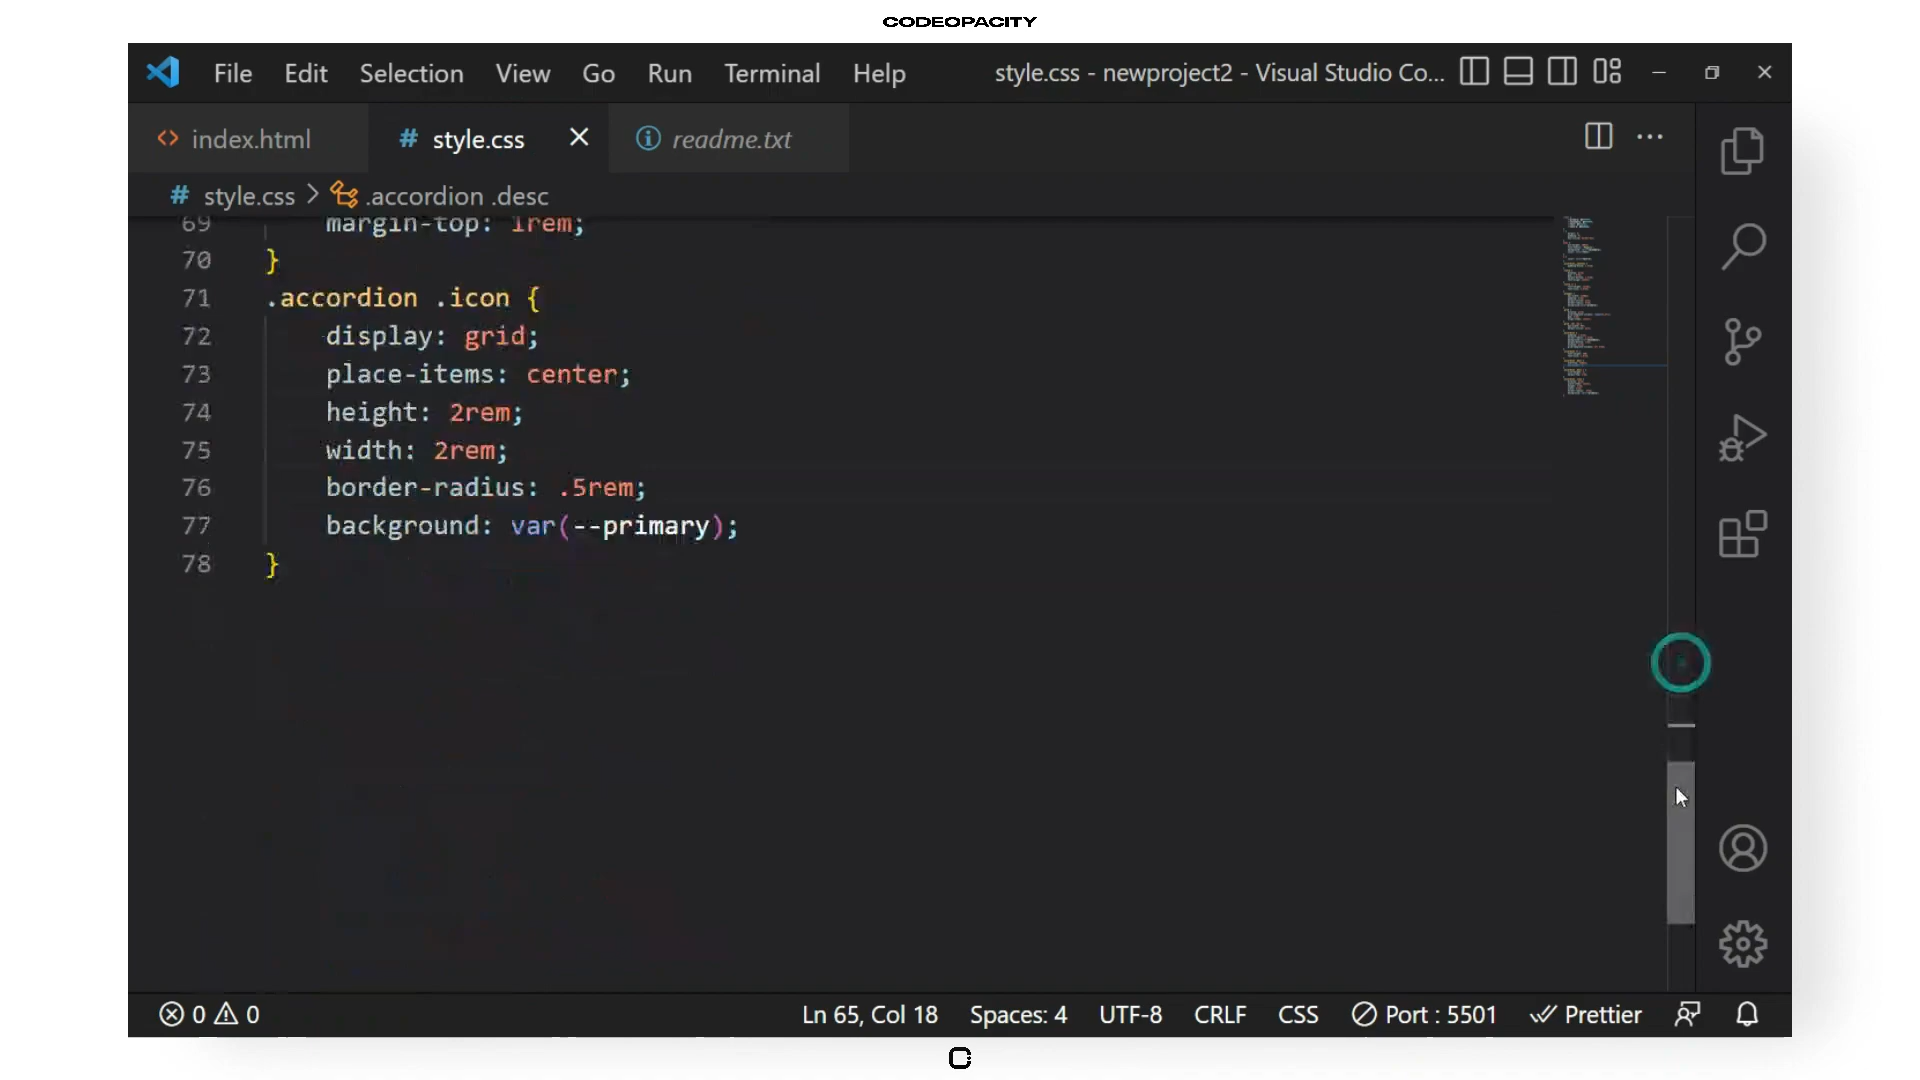 CODEOPACITY
File Edit Selection View Go Run Terminal Help style.css - newproject2 - Visual Studio Co...
index.html # style.css readme.txt
# style.css > .accordion .desc
69 margin-top: 1rem;
70 }
71 .accordion .icon {
72 display: grid;
73 place-items: center;
74 height: 2rem;
75 width: 2rem;
76 border-radius: .5rem;
77 background: var(--primary);
78 }
0 0 Ln 65, Col 18 Spaces: 4 UTF-8 CRLF CSS Port : 5501 Prettier